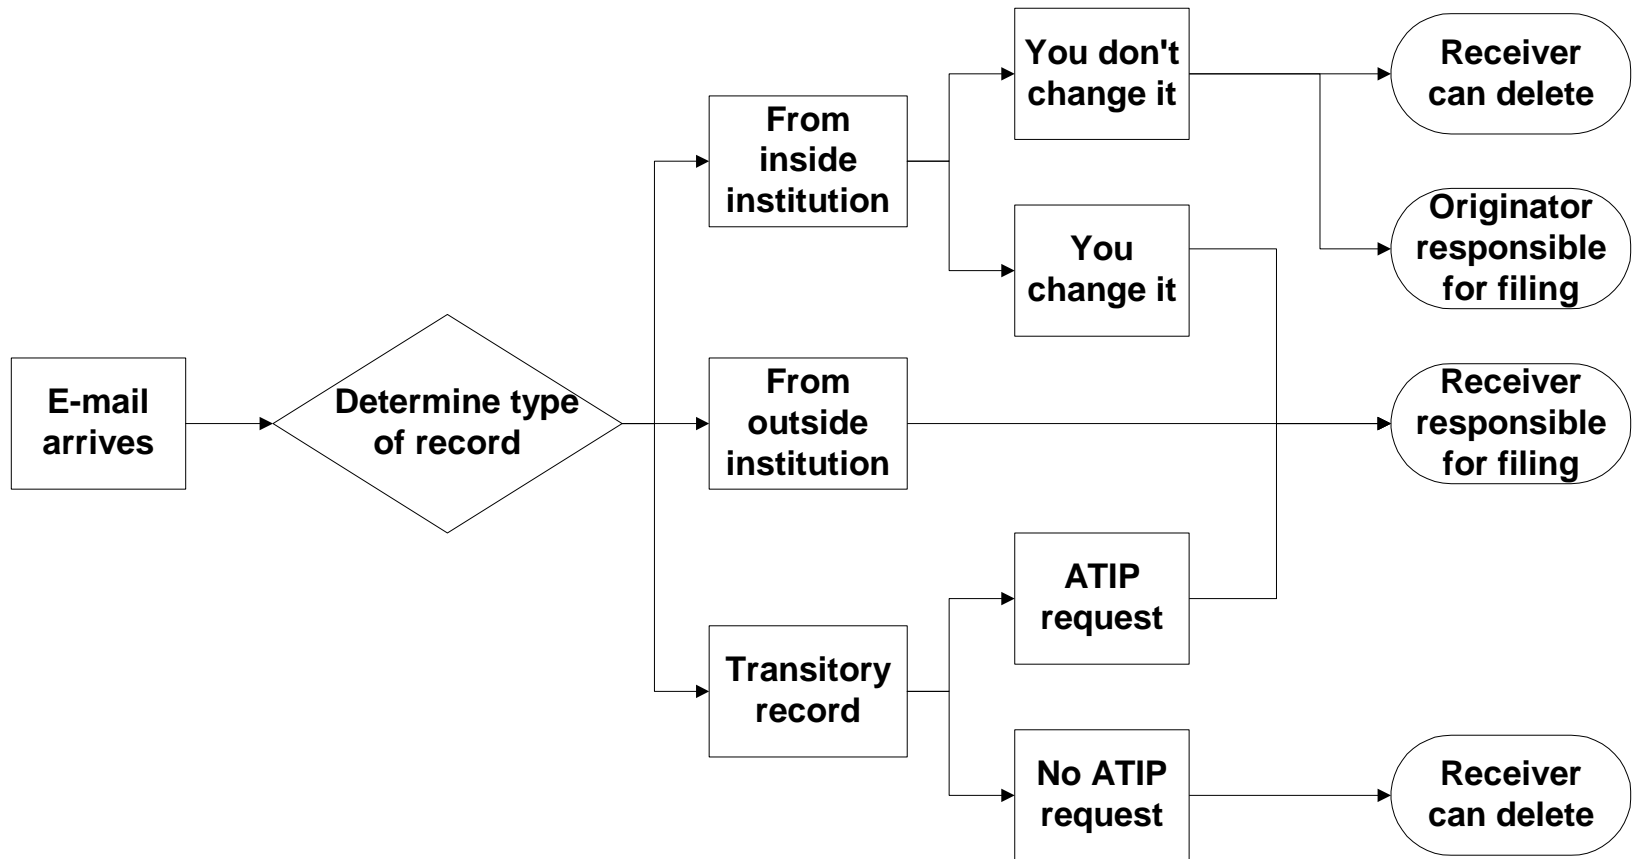 E-mail
arrives
Determine type
of record
From
inside
institution
From
outside
institution
Transitory
record
You don't
change it
You
change it
ATIP
request
No ATIP
request
Receiver
can delete
Originator
responsible
for filing
Receiver
responsible
for filing
Receiver
can delete